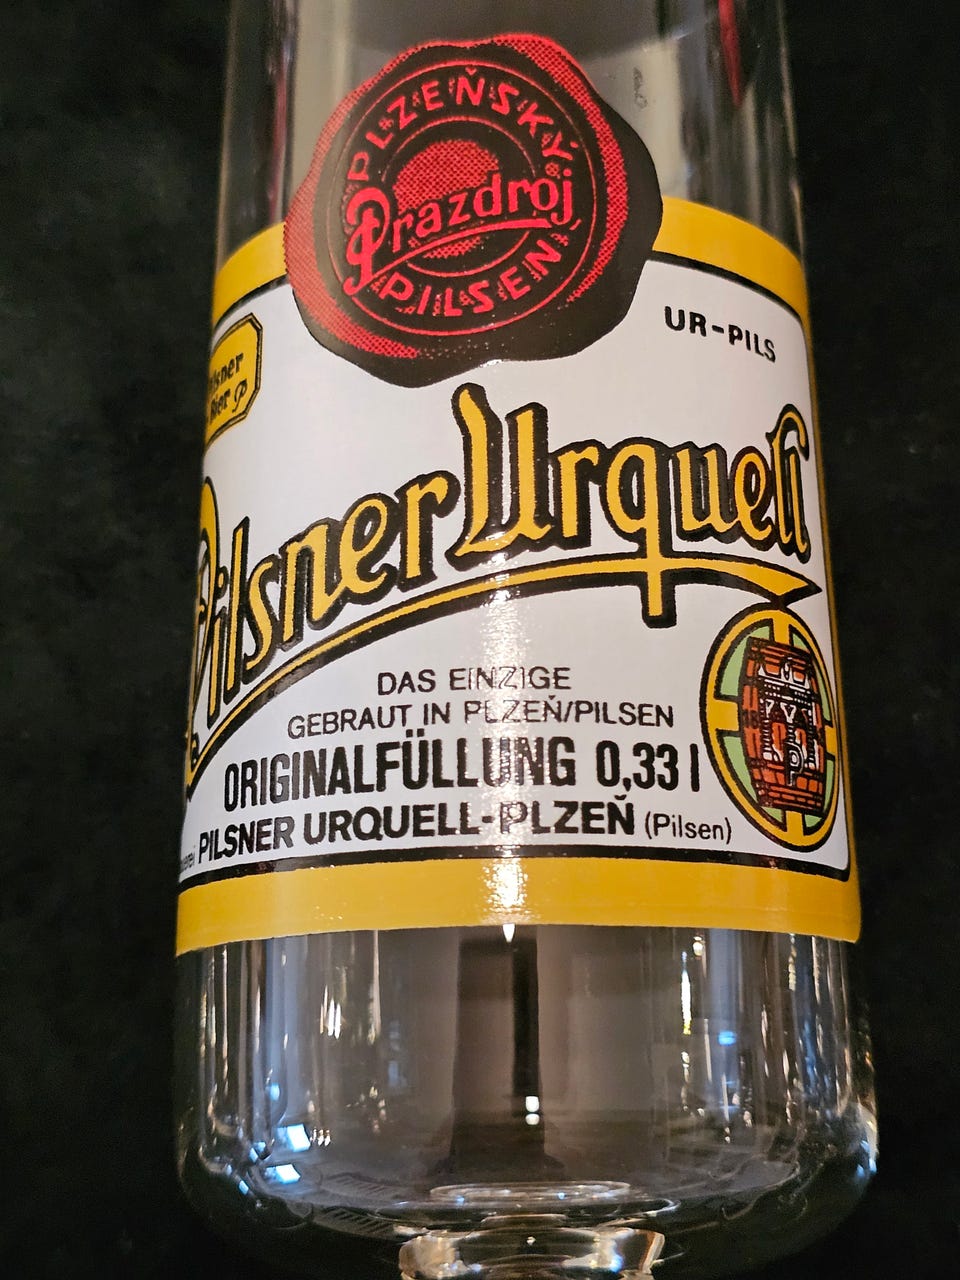 PLZEŇSKÝ
Prazdroj
PILSEN
UR-PILS
Pilsner Urquell
DAS EINZIGE
GEBRAUT IN PLZEŇ/PILSEN
ORIGINALFÜLLUNG 0,33 l
PILSNER URQUELL-PLZEŇ (Pilsen)